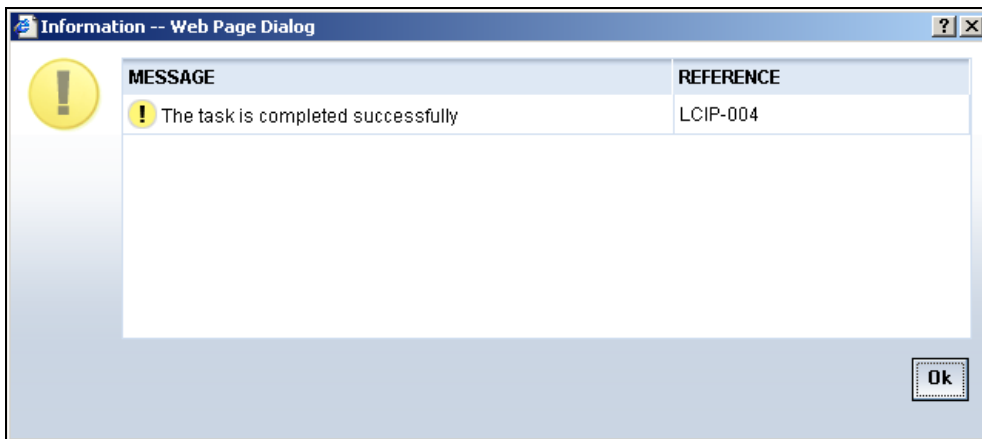 Information -- Web Page Dialog
MESSAGE REFERENCE
The task is completed successfully LCIP-004
Ok